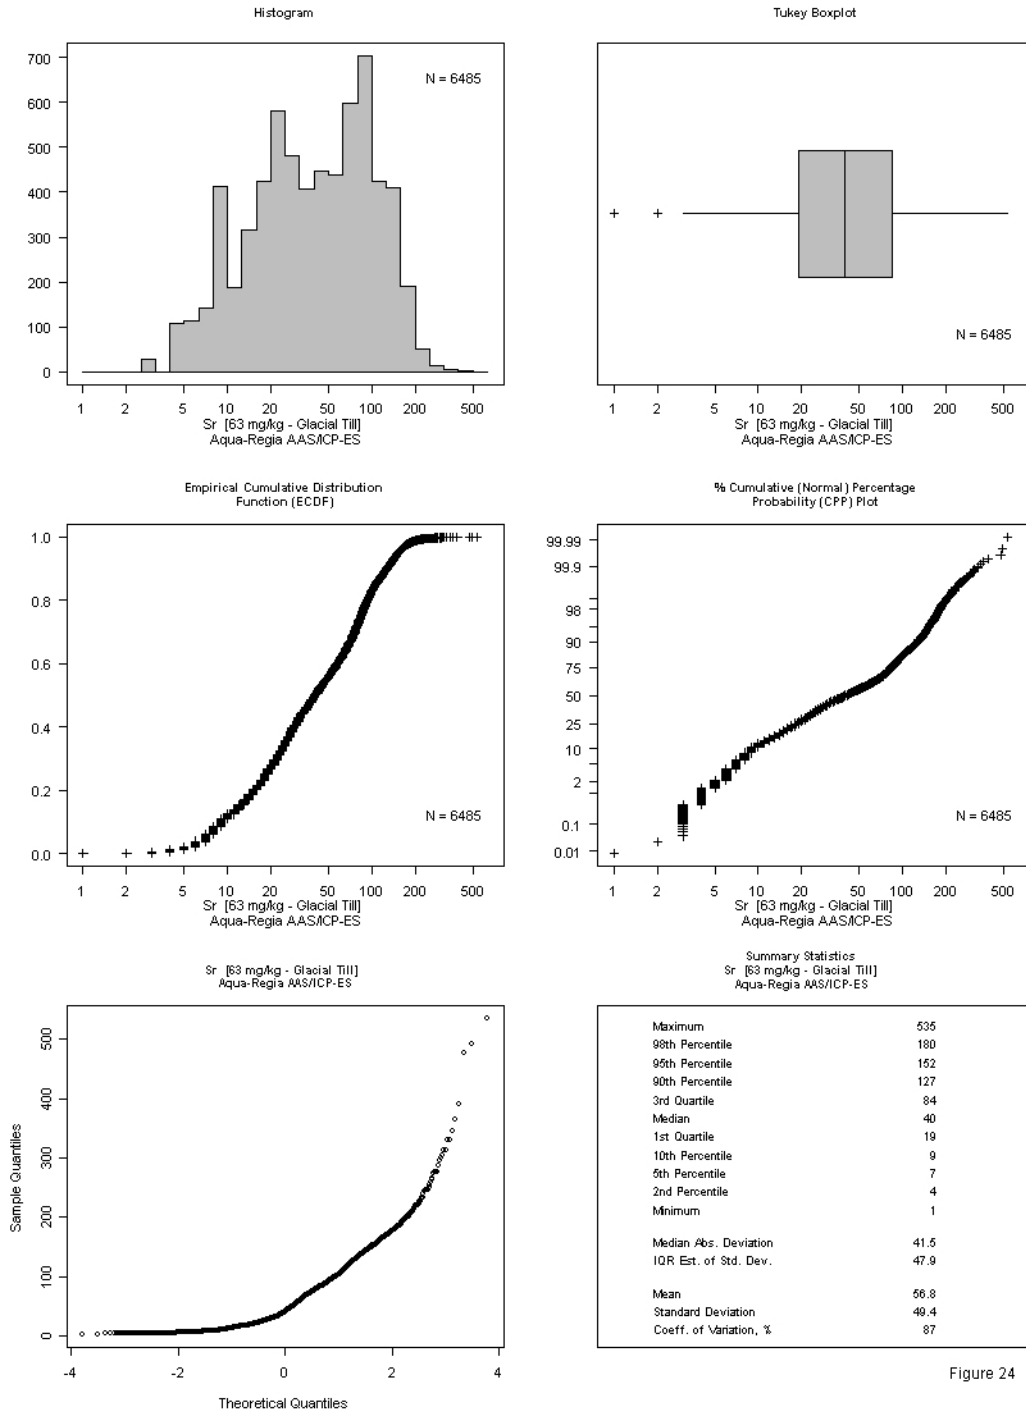 Histogram
700
600
500
400
300
200
100
0
N = 6485
1 2 5 10 20 50 100 200 500
Sr [63 mg/kg - Glacial Till]
Aqua-Regia AAS/ICP-ES
Tukey Boxplot
N = 6485
1 2 5 10 20 50 100 200 500
Sr [63 mg/kg - Glacial Till]
Aqua-Regia AAS/ICP-ES
Empirical Cumulative Distribution
Function (ECDF)
1.0
0.8
0.6
0.4
0.2
0.0
N = 6485
1 2 5 10 20 50 100 200 500
Sr [63 mg/kg - Glacial Till]
Aqua-Regia AAS/ICP-ES
% Cumulative (Normal) Percentage
Probability (CPP) Plot
99.99
99.9
98
90
75
50
25
10
2
0.1
0.01
N = 6485
1 2 5 10 20 50 100 200 500
Sr [63 mg/kg - Glacial Till]
Aqua-Regia AAS/ICP-ES
Sr [63 mg/kg - Glacial Till]
Aqua-Regia AAS/ICP-ES
Sample Quantiles
500
400
300
200
100
0
-4 -2 0 2 4
Theoretical Quantiles
Summary Statistics
Sr [63 mg/kg - Glacial Till]
Aqua-Regia AAS/ICP-ES
Maximum 535
98th Percentile 180
95th Percentile 152
90th Percentile 127
3rd Quartile 84
Median 40
1st Quartile 19
10th Percentile 9
5th Percentile 7
2nd Percentile 4
Minimum 1
Median Abs. Deviation 41.5
IQR Est. of Std. Dev. 47.9
Mean 56.8
Standard Deviation 49.4
Coeff. of Variation, % 87
Figure 24